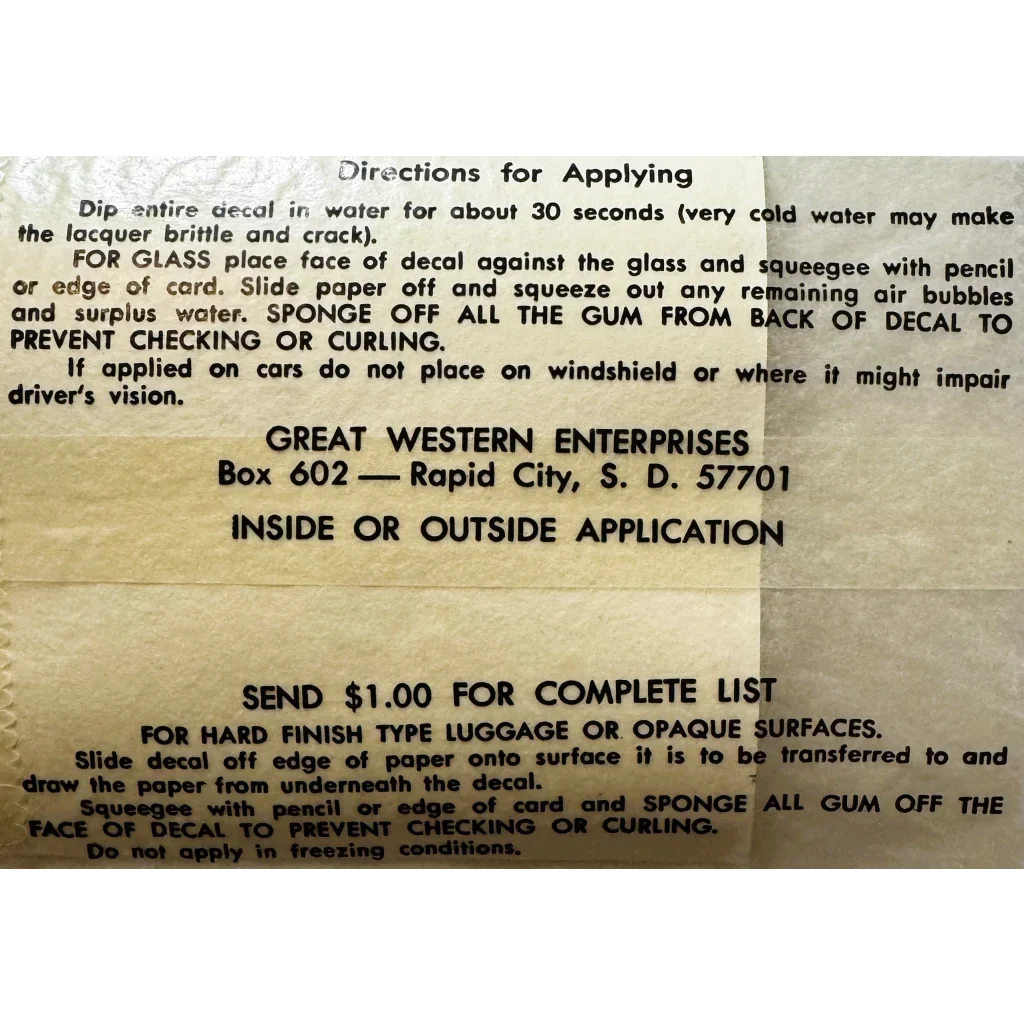 Directions for Applying
Dip entire decal in water for about 30 seconds (very cold water may make
the lacquer brittle and crack).
FOR GLASS place face of decal against the glass and squeegee with pencil
or edge of card. Slide paper off and squeeze out any remaining air bubbles
and surplus water. SPONGE OFF ALL THE GUM FROM BACK OF DECAL TO
PREVENT CHECKING OR CURLING.
If applied on cars do not place on windshield or where it might impair
driver's vision.
GREAT WESTERN ENTERPRISES
Box 602 — Rapid City, S. D. 57701
INSIDE OR OUTSIDE APPLICATION
SEND $1.00 FOR COMPLETE LIST
FOR HARD FINISH TYPE LUGGAGE OR OPAQUE SURFACES.
Slide decal off edge of paper onto surface it is to be transferred to and
draw the paper from underneath the decal.
Squeegee with pencil or edge of card and SPONGE ALL GUM OFF THE
FACE OF DECAL TO PREVENT CHECKING OR CURLING.
Do not apply in freezing conditions.